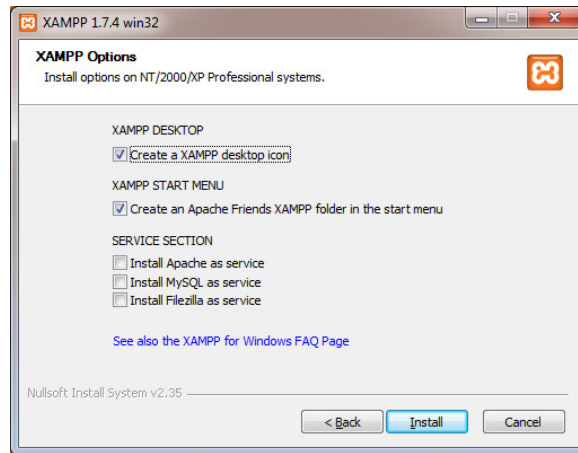 XAMPP 1.7.4 win32
XAMPP Options
Install options on NT/2000/XP Professional systems.
XAMPP DESKTOP
Create a XAMPP desktop icon
XAMPP START MENU
Create an Apache Friends XAMPP folder in the start menu
SERVICE SECTION
Install Apache as service
Install MySQL as service
Install Filezilla as service
See also the XAMPP for Windows FAQ Page
Nullsoft Install System v2.35
< Back Install Cancel